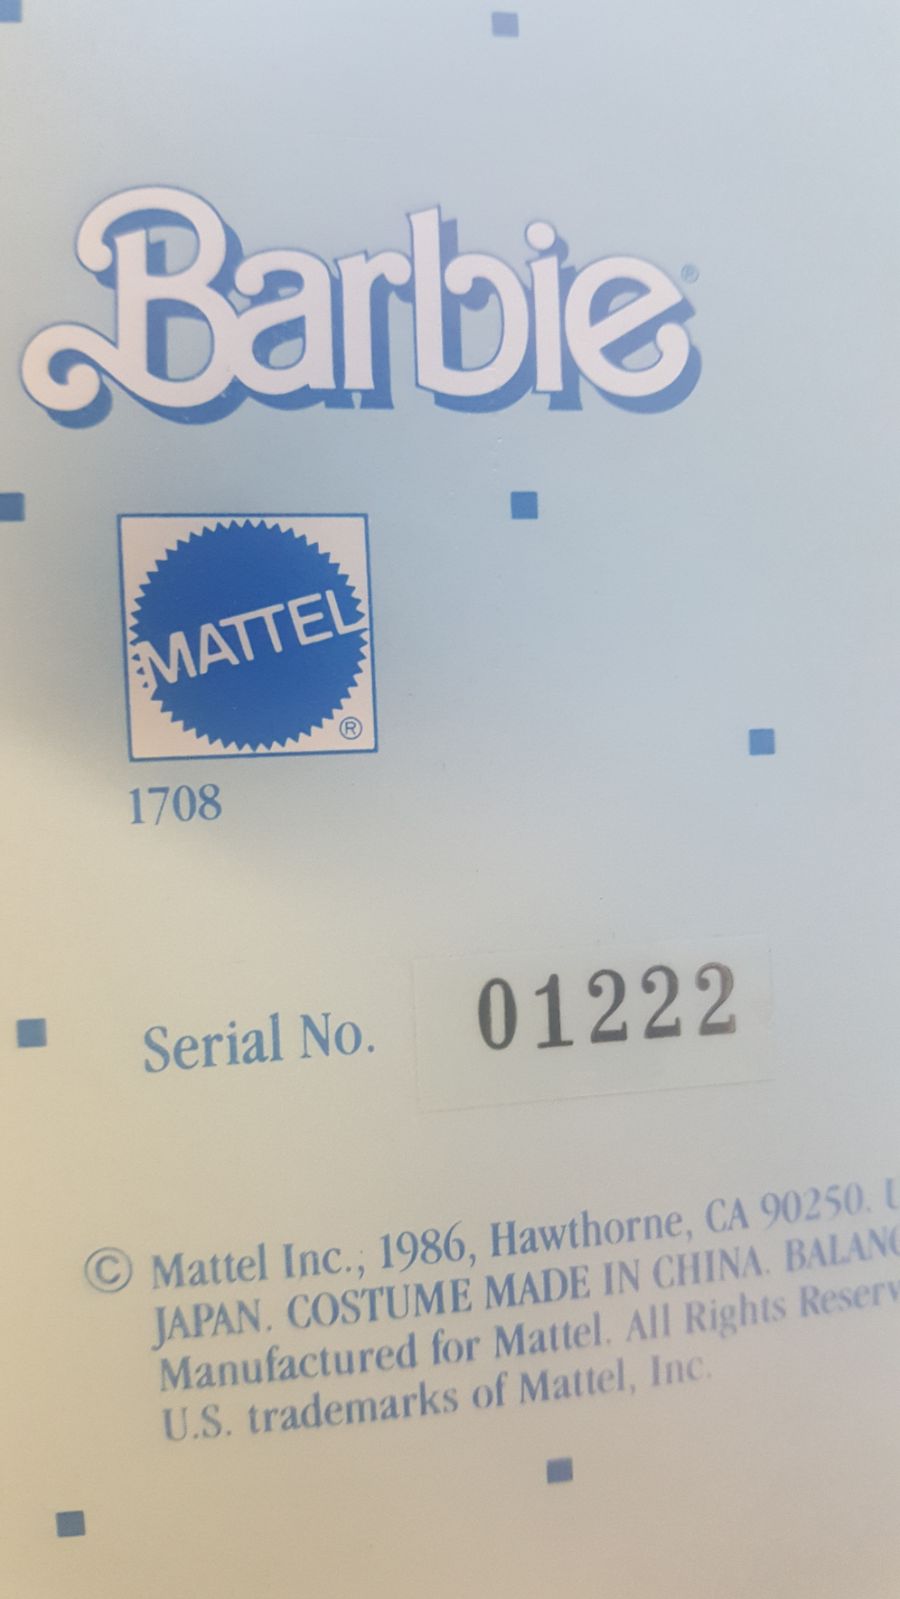 Barbie®
MATTEL
®
1708
Serial No. 01222
© Mattel Inc., 1986, Hawthorne, CA 90250.
JAPAN. COSTUME MADE IN CHINA.
Manufactured for Mattel. All Rights
U.S. trademarks of Mattel, Inc.